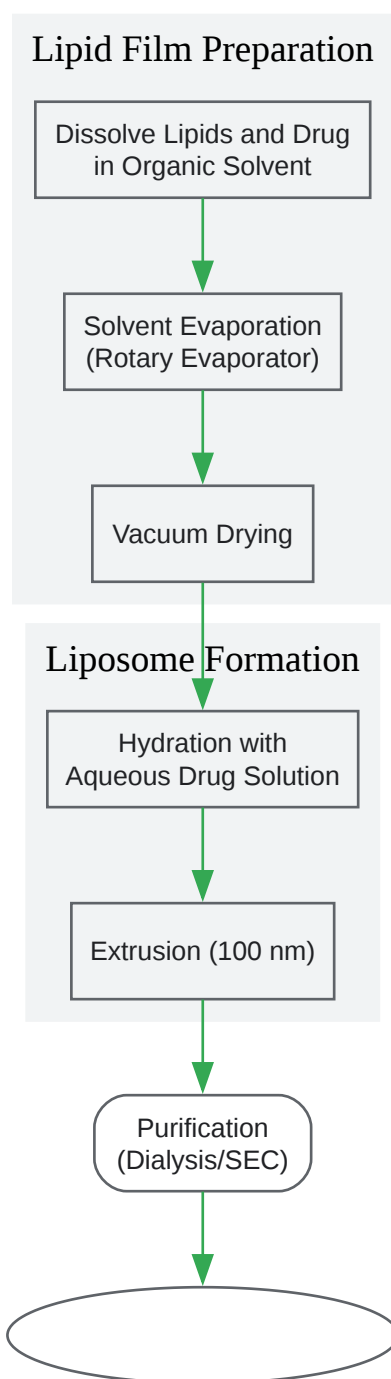 Lipid Film Preparation
Dissolve Lipids and Drug
in Organic Solvent
Solvent Evaporation
(Rotary Evaporator)
Vacuum Drying
Liposome Formation
Hydration with
Aqueous Drug Solution
Extrusion (100 nm)
Purification
(Dialysis/SEC)